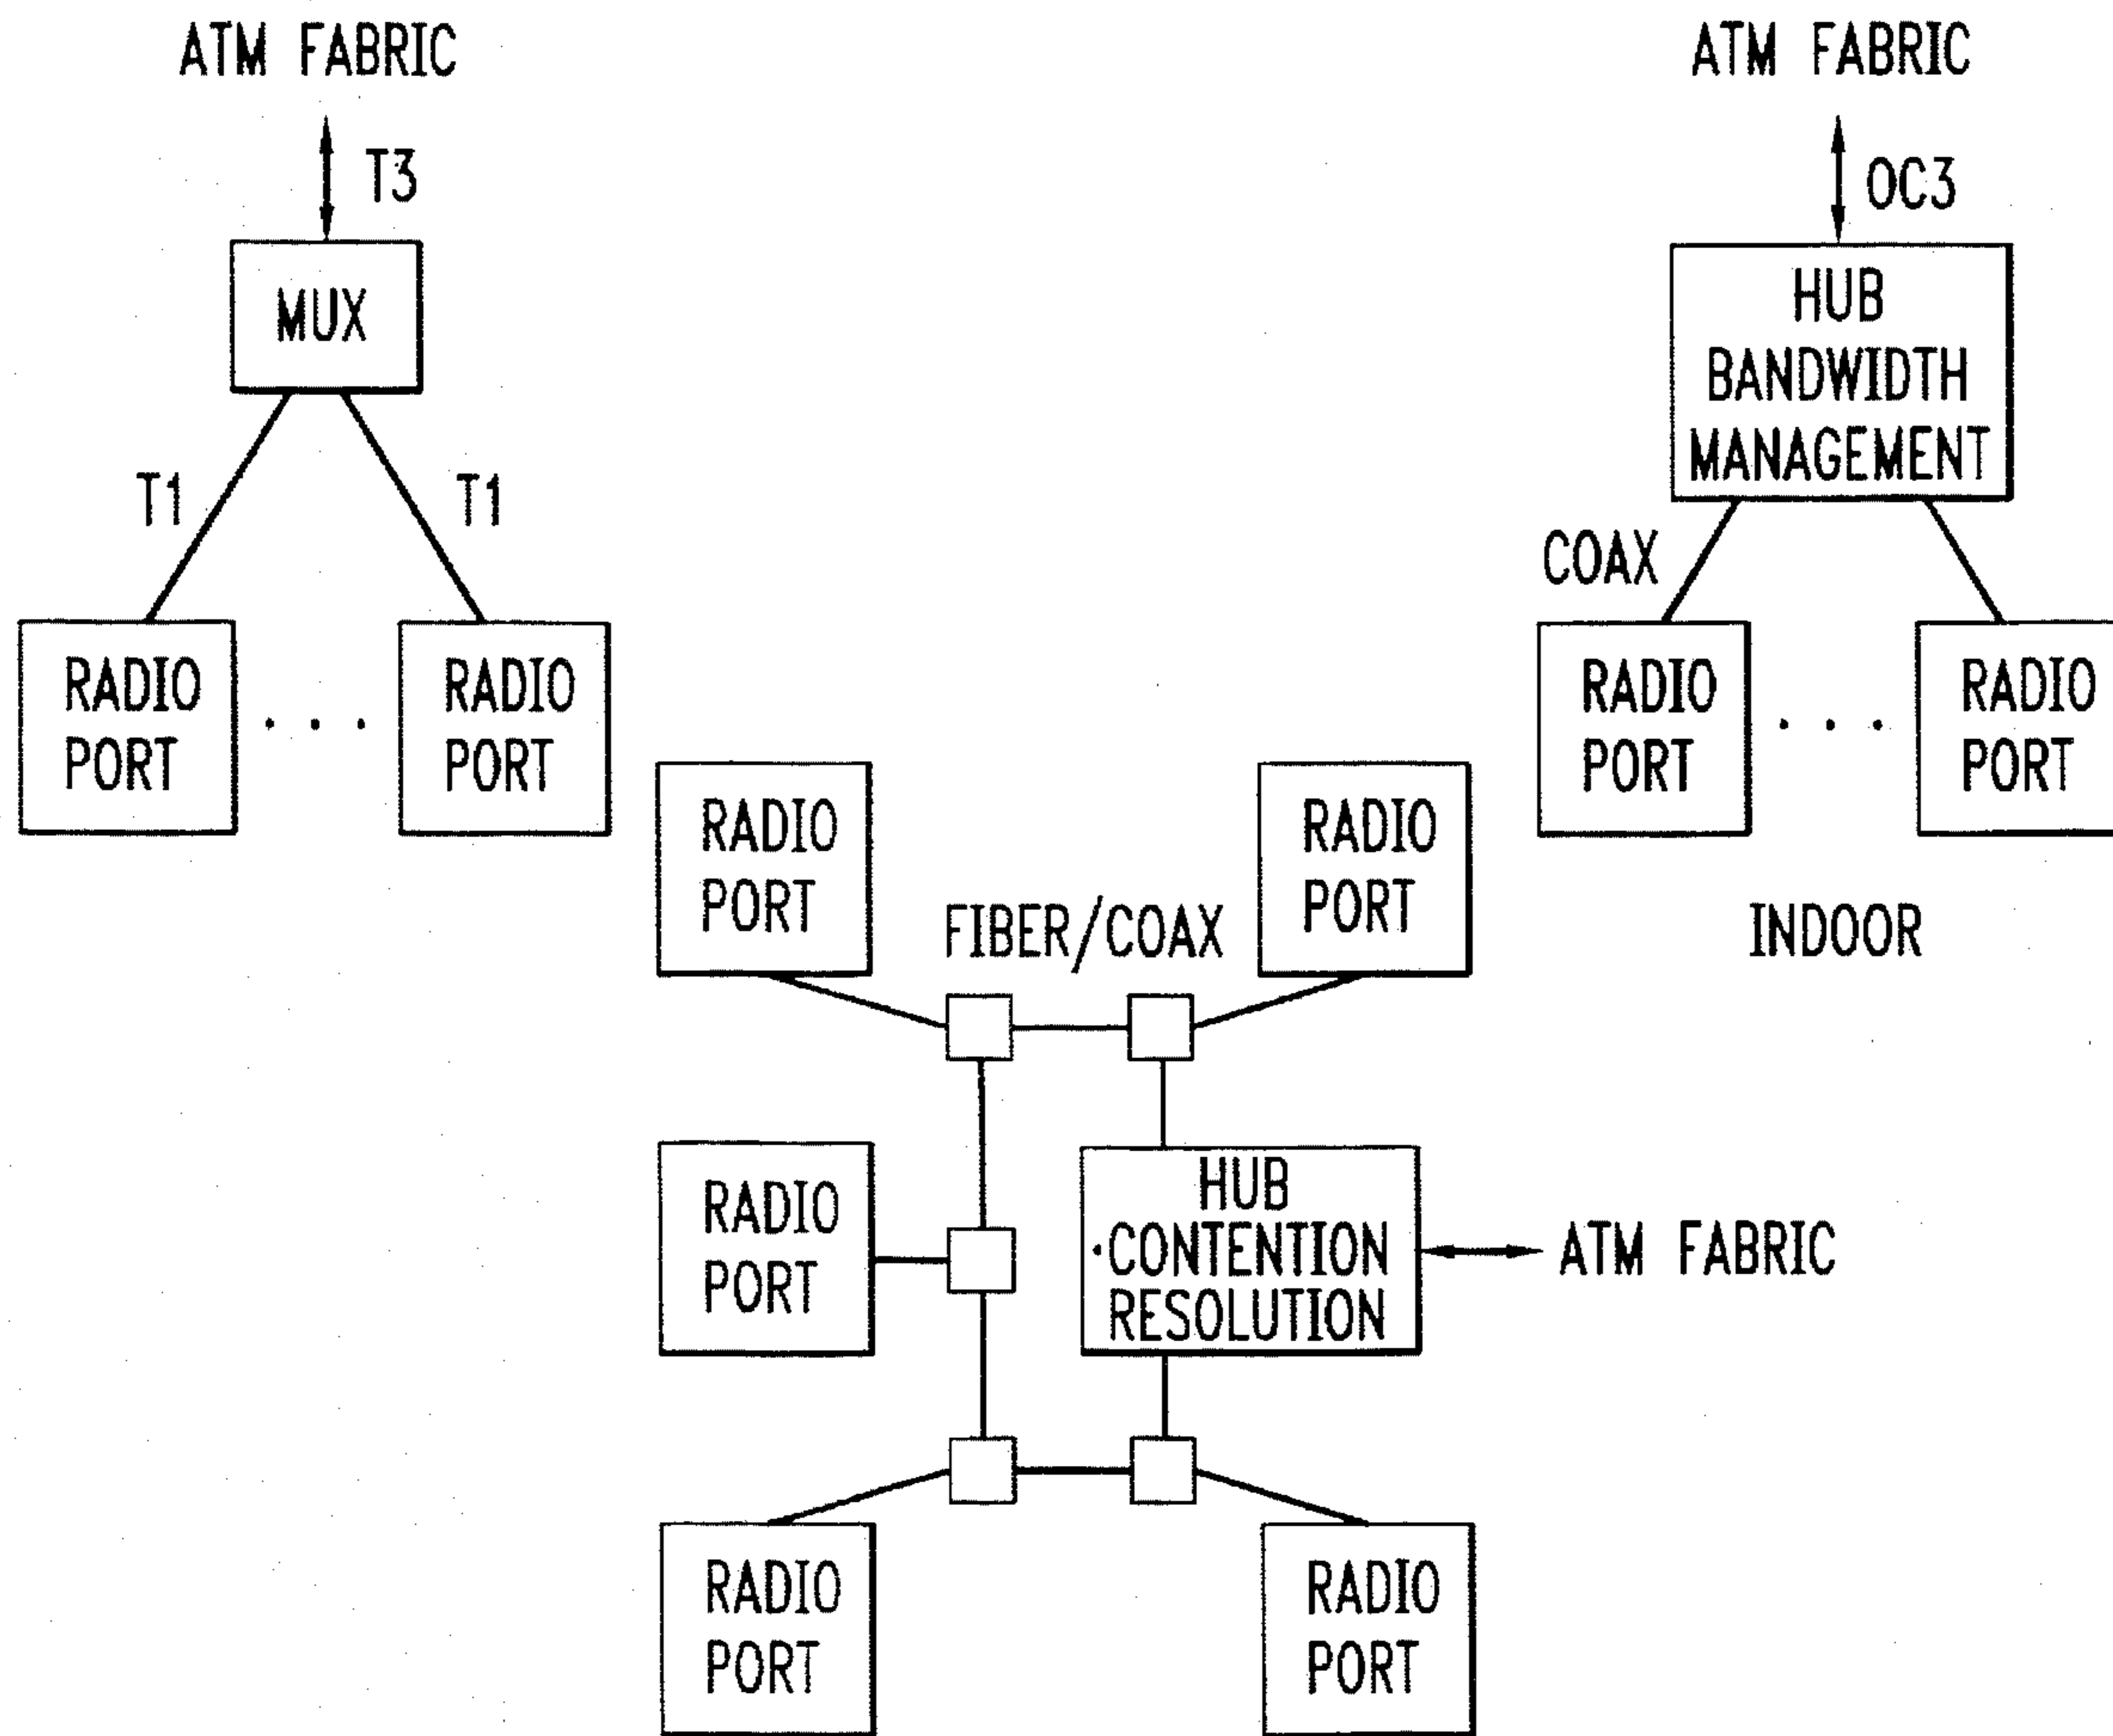 ATM FABRIC
T3
MUX
T1
T1
RADIO
PORT
. . .
RADIO
PORT
ATM FABRIC
OC3
HUB
BANDWIDTH
MANAGEMENT
COAX
RADIO
PORT
. . .
RADIO
PORT
INDOOR
RADIO
PORT
FIBER/COAX
RADIO
PORT
RADIO
PORT
HUB
·CONTENTION
RESOLUTION
ATM FABRIC
RADIO
PORT
RADIO
PORT